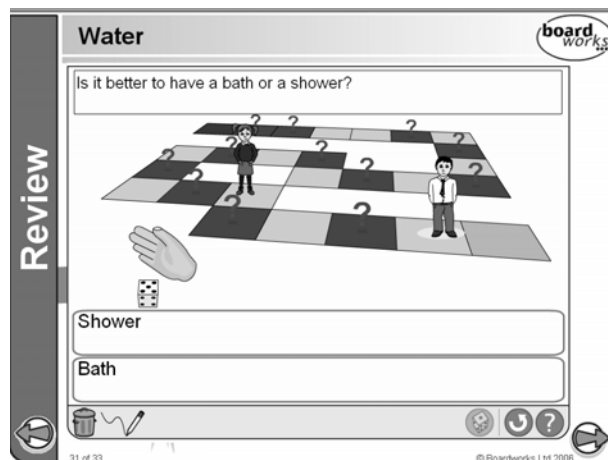 Water
board
works
Is it better to have a bath or a shower?
? ? ?
? ?
? ? ? ?
?
? ?
Review
Shower
Bath
?
31 of 33
© Boardworks Ltd 2006